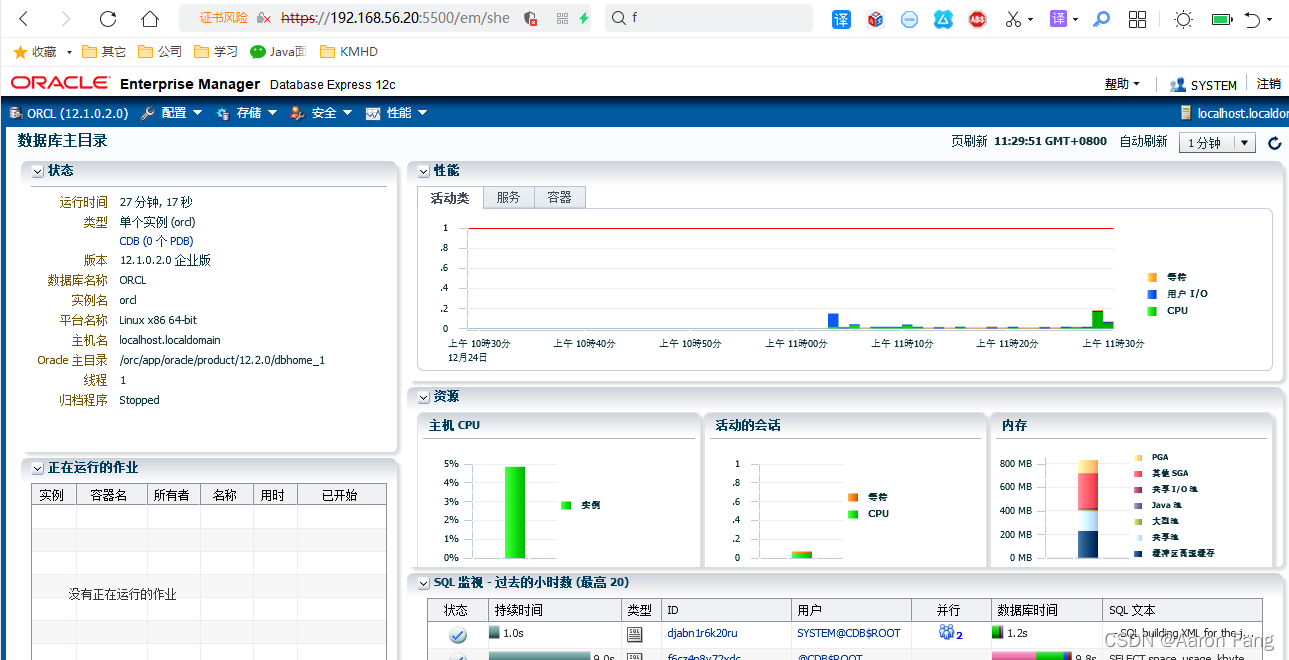 证书风险 https://192.168.56.20:5500/em/she f 译 ABS 译
收藏 其它 公司 学习 Java面 KMHD
ORACLE Enterprise Manager Database Express 12c 帮助 SYSTEM 注销
ORCL (12.1.0.2.0) 配置 存储 安全 性能 localhost.localdor
数据库主目录 页刷新 11:29:51 GMT+0800 自动刷新 1 分钟
状态
运行时间 27 分钟, 17 秒
类型 单个实例 (orcl)
CDB (0 个 PDB)
版本 12.1.0.2.0 企业版
数据库名称 ORCL
实例名 orcl
平台名称 Linux x86 64-bit
主机名 localhost.localdomain
Oracle 主目录 /orc/app/oracle/product/12.2.0/dbhome_1
线程 1
归档程序 Stopped
正在运行的作业
实例 容器名 所有者 名称 用时 已开始
没有正在运行的作业
性能
活动类 服务 容器
1
.8
.6
.4
.2
0
上午 10時30分 上午 10時40分 上午 10時50分 上午 11時00分 上午 11時10分 上午 11時20分 上午 11時30分
12月24日
等待
用户 I/O
CPU
资源
主机 CPU
5%
4%
3%
2%
1%
0%
实例
活动的会话
1
.8
.6
.4
.2
0
等待
CPU
内存
800 MB
600 MB
400 MB
200 MB
0 MB
PGA
其他 SGA
共享 I/O 池
Java 池
大型池
共享池
缓冲区高速缓存
SQL 监视 - 过去的小时数 (最高 20)
状态 持续时间 类型 ID 用户 并行 数据库时间 SQL 文本
1.0s SQL djabn1r6k20ru SYSTEM@CDB$ROOT 2 1.2s -- SQL building XML for the j
9.0s SQL f6cz4n8y72xdc @CDB$ROOT 9.8s SELECT space_usage_kbyte
CSDN @Aaron Pang